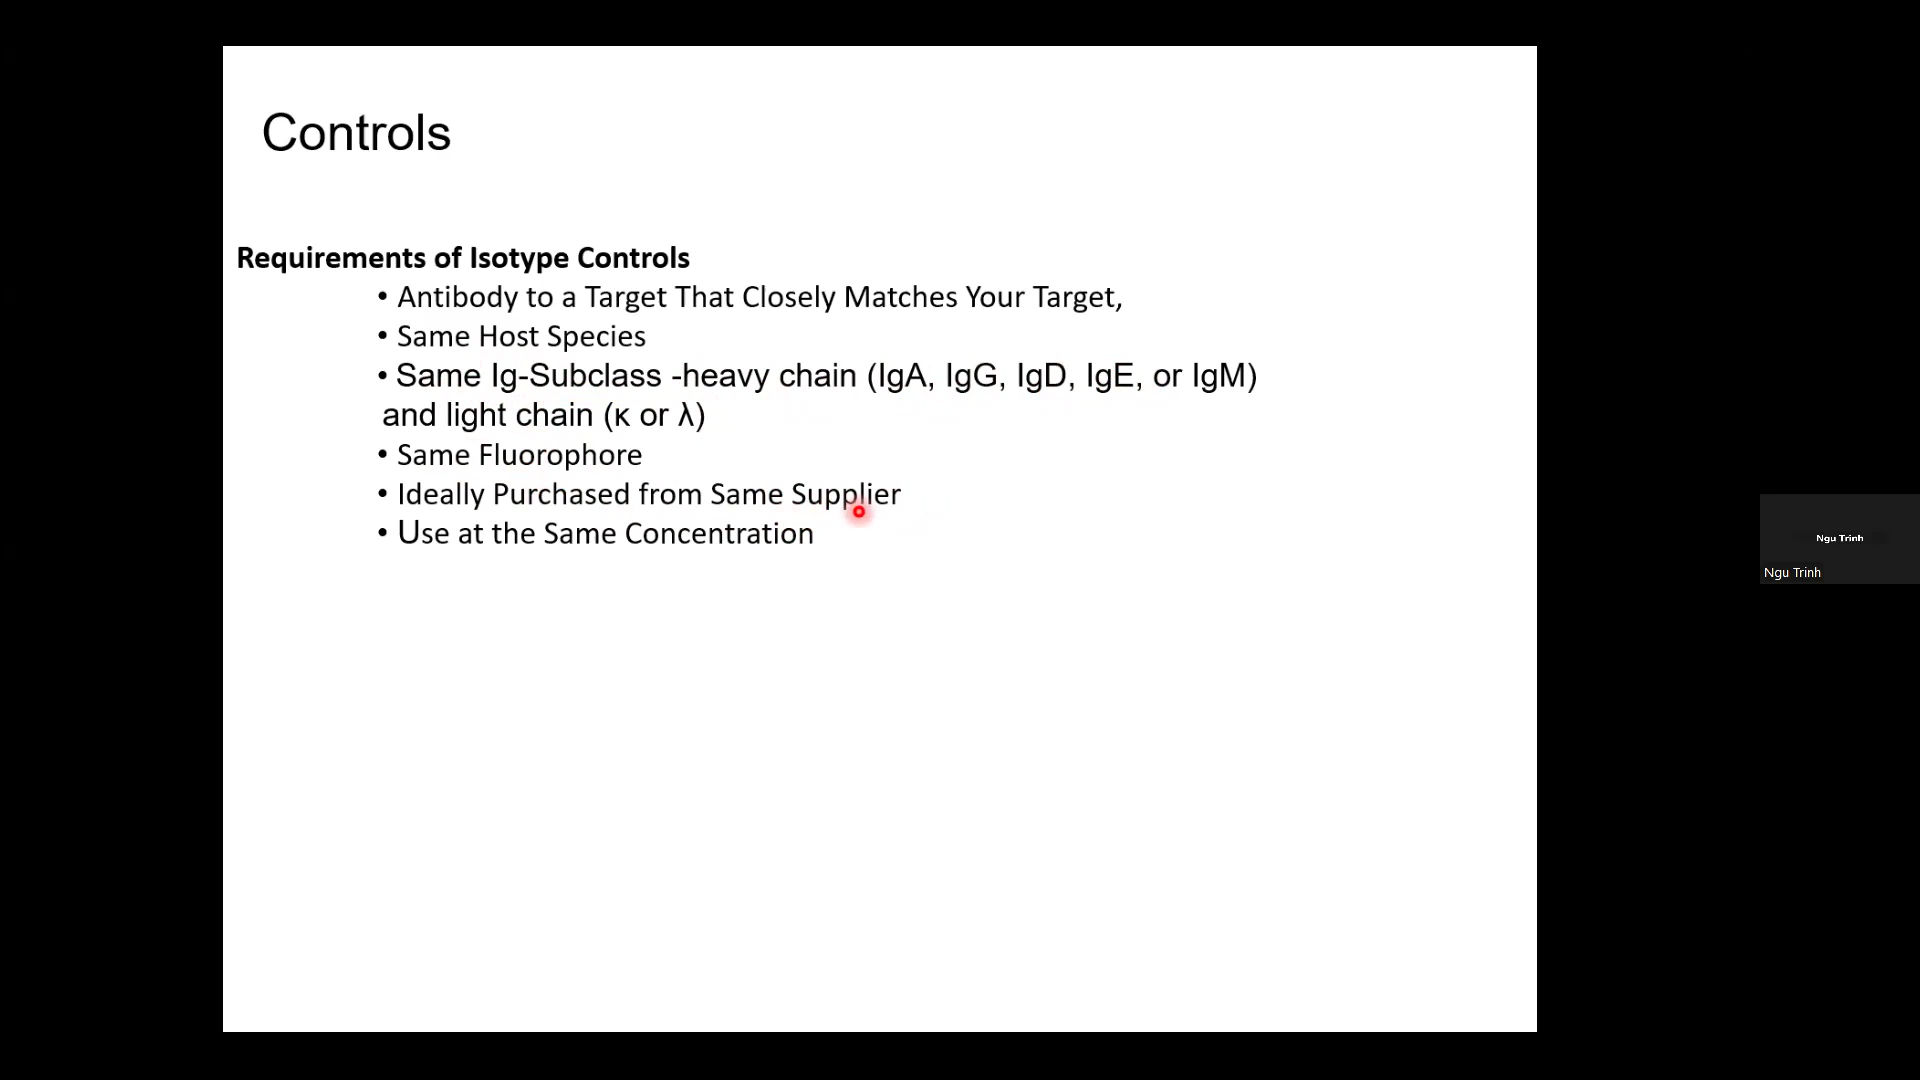 Controls
Requirements of Isotype Controls
• Antibody to a Target That Closely Matches Your Target,
• Same Host Species
• Same Ig-Subclass -heavy chain (IgA, IgG, IgD, IgE, or IgM)
and light chain (κ or λ)
• Same Fluorophore
• Ideally Purchased from Same Supplier
• Use at the Same Concentration
Ngu Trinh
Ngu Trinh